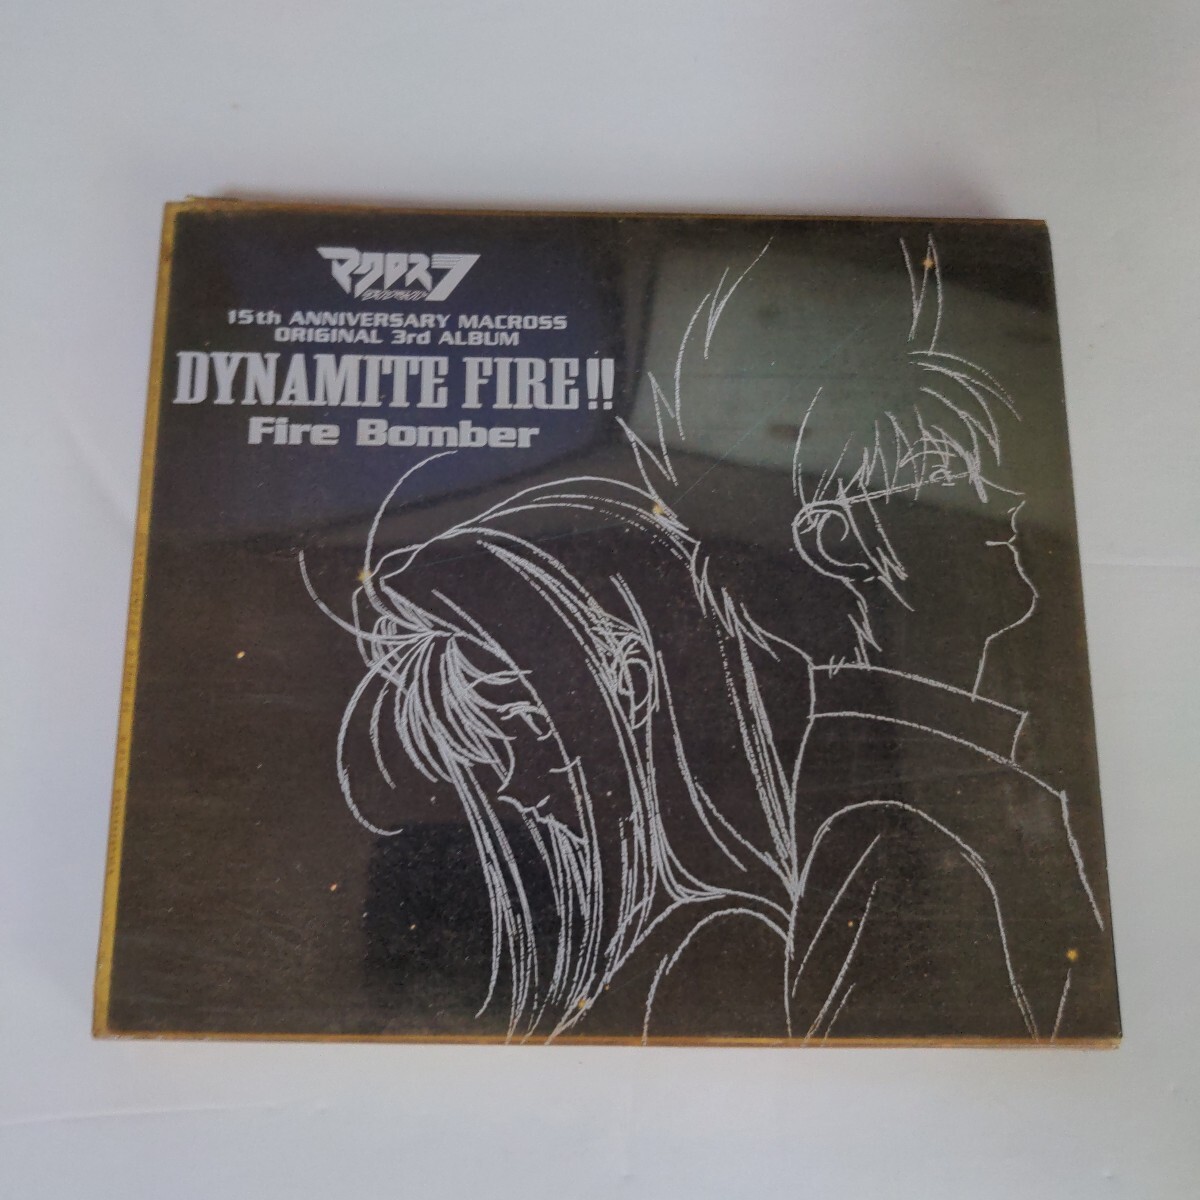 マクロス7
15th ANNIVERSARY MACROSS
ORIGINAL 3rd ALBUM
DYNAMITE FIRE!!
Fire Bomber